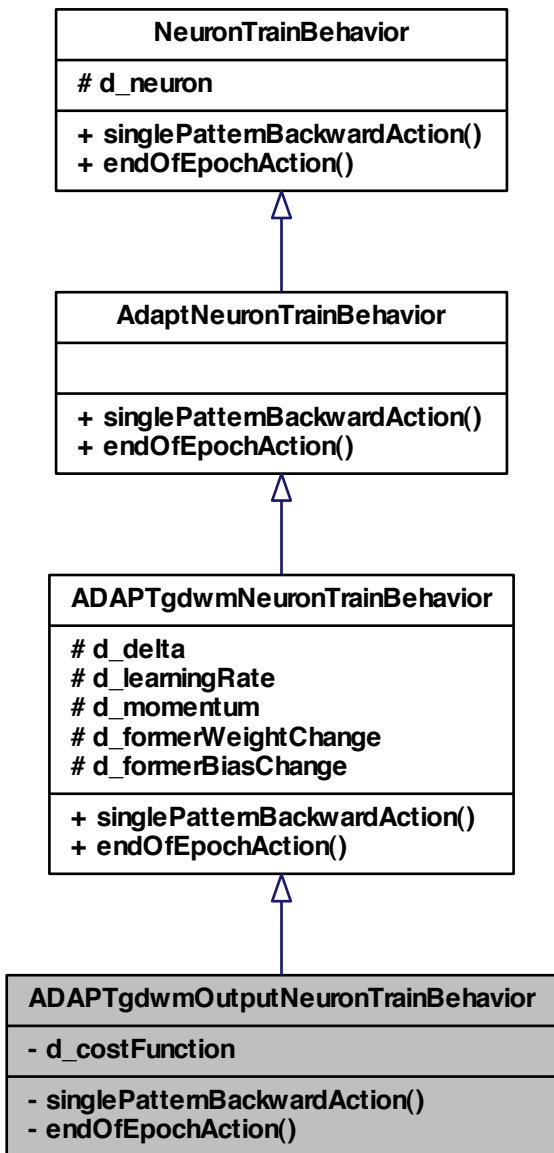 NeuronTrainBehavior
# d_neuron
+ singlePatternBackwardAction()
+ endOfEpochAction()
AdaptNeuronTrainBehavior
+ singlePatternBackwardAction()
+ endOfEpochAction()
ADAPTgdwmNeuronTrainBehavior
# d_delta
# d_learningRate
# d_momentum
# d_formerWeightChange
# d_formerBiasChange
+ singlePatternBackwardAction()
+ endOfEpochAction()
ADAPTgdwmOutputNeuronTrainBehavior
- d_costFunction
- singlePatternBackwardAction()
- endOfEpochAction()